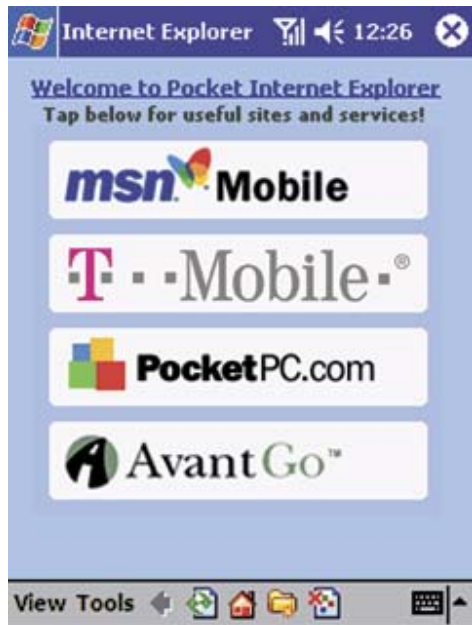 Internet Explorer 12:26
Welcome to Pocket Internet Explorer
Tap below for useful sites and services!
msn Mobile
T · · Mobile · ®
PocketPC.com
AvantGo™
View Tools